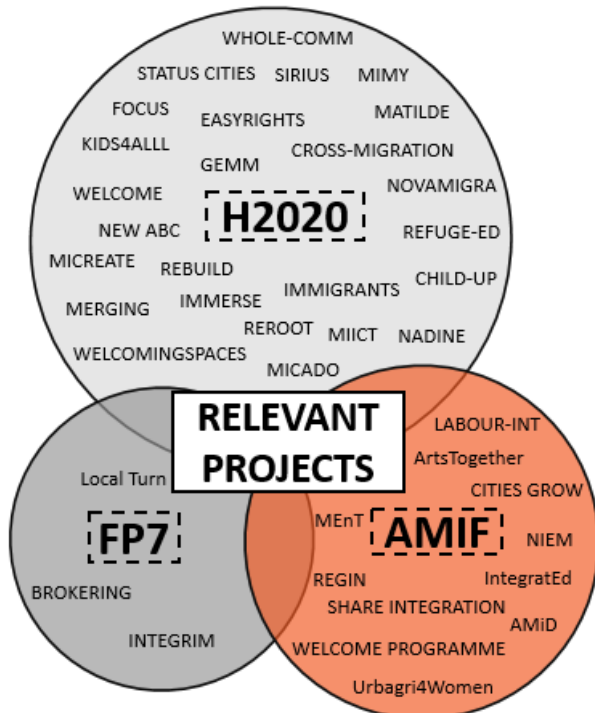 WHOLE-COMM
STATUS CITIES
SIRIUS
MIMY
FOCUS
EASYRIGHTS
MATILDE
KIDS4ALLL
GEMM
CROSS-MIGRATION
WELCOME
H2020
NOVAMIGRA
NEW ABC
REFUGE-ED
MICREATE
REBUILD
CHILD-UP
MERGING
IMMERSE
IMMIGRANTS
REROOT
MIICT
NADINE
WELCOMINGSPACES
MICADO
RELEVANT
PROJECTS
LABOUR-INT
ArtsTogether
Local Turn
CITIES GROW
FP7
MEnT
AMIF
NIEM
BROKERING
REGIN
IntegratEd
SHARE INTEGRATION
AMiD
INTEGRIM
WELCOME PROGRAMME
Urbagri4Women